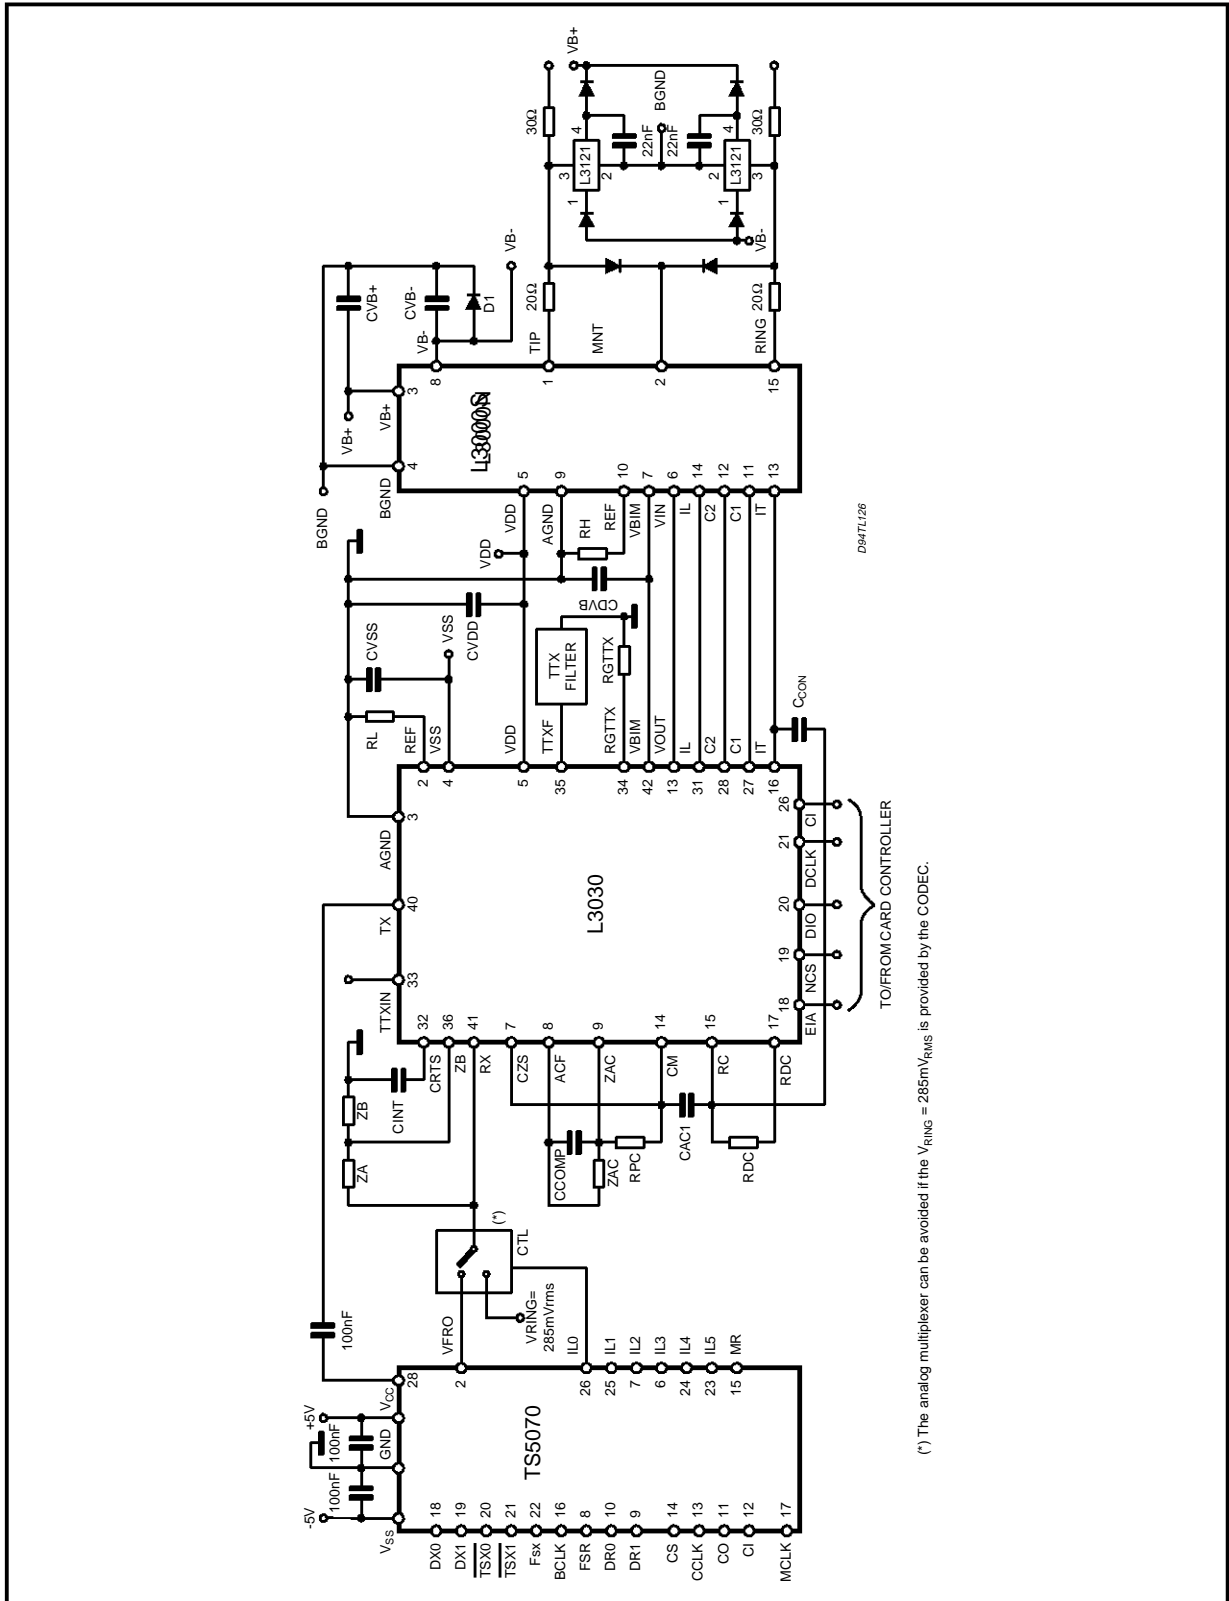 VB+
BGND
30Ω
30Ω
22nF
22nF
L3121
L3121
1
2
3
4
1
2
3
4
VB-
20Ω
20Ω
CVB+
CVB-
D1
VB-
VB-
VB+
VB+
BGND
BGND
TIP
MNT
RING
3
4
8
1
2
15
L3000N
L3000S
5
9
10
7
6
14
12
11
13
VDD
AGND
REF
VBIM
VIN
IL
C2
C1
IT
VDD
RH
CDVB
CVSS
VSS
CVDD
RL
TTX
FILTER
RGTTX
CCON
REF
VSS
VDD
TTXF
RGTTX
VBIM
VOUT
IL
C2
C1
IT
2
4
5
35
34
42
13
31
28
27
16
AGND
3
TX
40
TTXIN
33
L3030
26
21
20
19
18
CI
DCLK
DIO
NCS
EIA
TO/FROM CARD CONTROLLER
32
36
41
7
8
9
14
15
17
CRTS
ZB
RX
CZS
ACF
ZAC
CM
RC
RDC
CINT
ZB
ZA
CCOMP
ZAC
RPC
CAC1
RDC
(*)
CTL
VRING=
285mVrms
100nF
VFRO
IL0
IL1
IL2
IL3
IL4
IL5
MR
2
26
25
7
6
24
23
15
28
VCC
GND
VSS
+5V
-5V
100nF
100nF
TS5070
18
19
20
21
22
16
8
10
9
14
13
11
12
17
DX0
DX1
TSX0
TSX1
Fsx
BCLK
FSR
DR0
DR1
CS
CCLK
CO
CI
MCLK
D94TL126
(*) The analog multiplexer can be avoided if the VRING = 285mVRMS is provided by the CODEC.